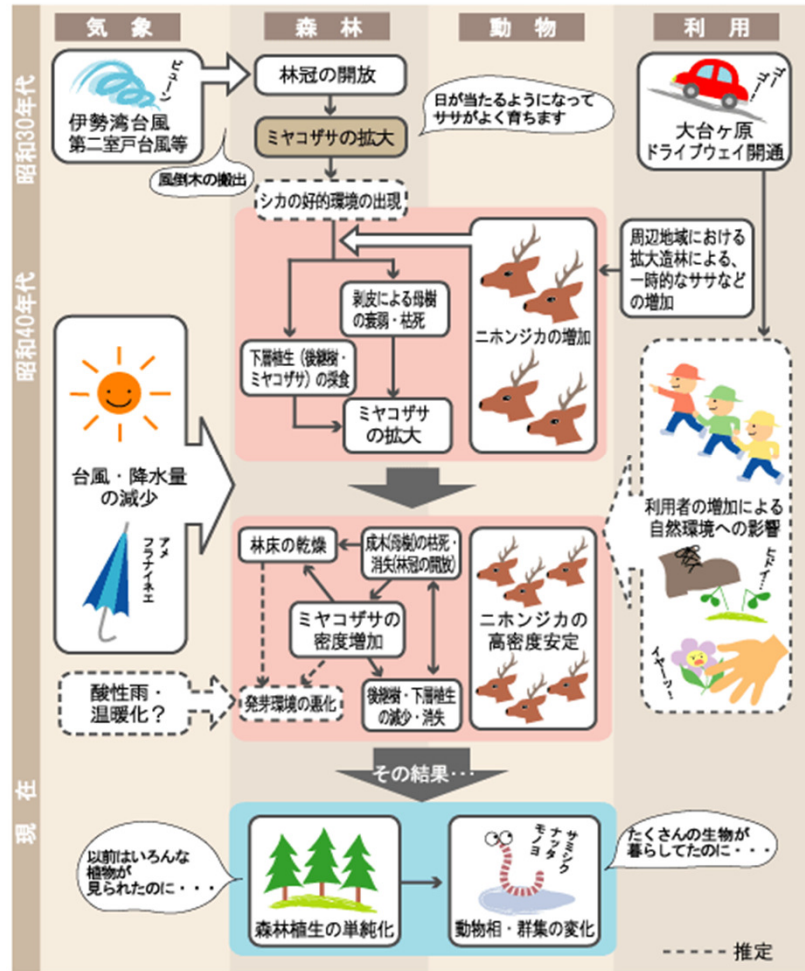 気象
森林
動物
利用
昭和30年代
昭和40年代
現在
ビューン
伊勢湾台風
第二室戸台風等
林冠の開放
ミヤコザサの拡大
日が当たるようになって
ササがよく育ちます
風倒木の搬出
シカの好的環境の出現
ゴーゴー!
大台ヶ原
ドライブウェイ開通
周辺地域における
拡大造林による、
一時的なササなど
の増加
剥皮による母樹
の衰弱・枯死
下層植生(後継樹・
ミヤコザサ)の採食
ミヤコザサ
の拡大
ニホンジカの増加
台風・降水量
の減少
アメ
フラナイネエ
利用者の増加による
自然環境への影響
ヒドイ・・
イヤーッ!
林床の乾燥
成木(母樹)の枯死・
消失(林冠の開放)
ミヤコザサの
密度増加
発芽環境の悪化
後継樹・下層植生
の減少・消失
ニホンジカの
高密度安定
酸性雨・
温暖化?
その結果・・・
以前はいろんな
植物が
見られたのに・・・
森林植生の単純化
サミシク
ナッタ
モノヨ
動物相・群集の変化
たくさんの生物が
暮らしてたのに・・・
推定